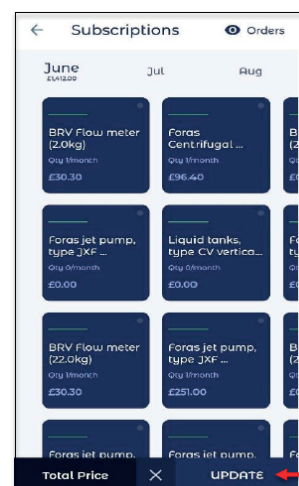 ← Subscriptions Orders
June Jul Aug
£1,412.00
BRV Flow meter
(2.0kg)
Qty 1/month
£30.30
Foras
Centrifugal ...
Qty 1/month
£96.40
Foras jet pump,
type JXF ...
Qty 0/month
£0.00
Liquid tanks,
type CV vertica...
Qty 0/month
£0.00
BRV Flow meter
(22.0kg)
Qty 1/month
£30.30
Foras jet pump,
type JXF ...
Qty 1/month
£251.00
Foras jet pump,
Foras jet pump,
Total Price × UPDATE